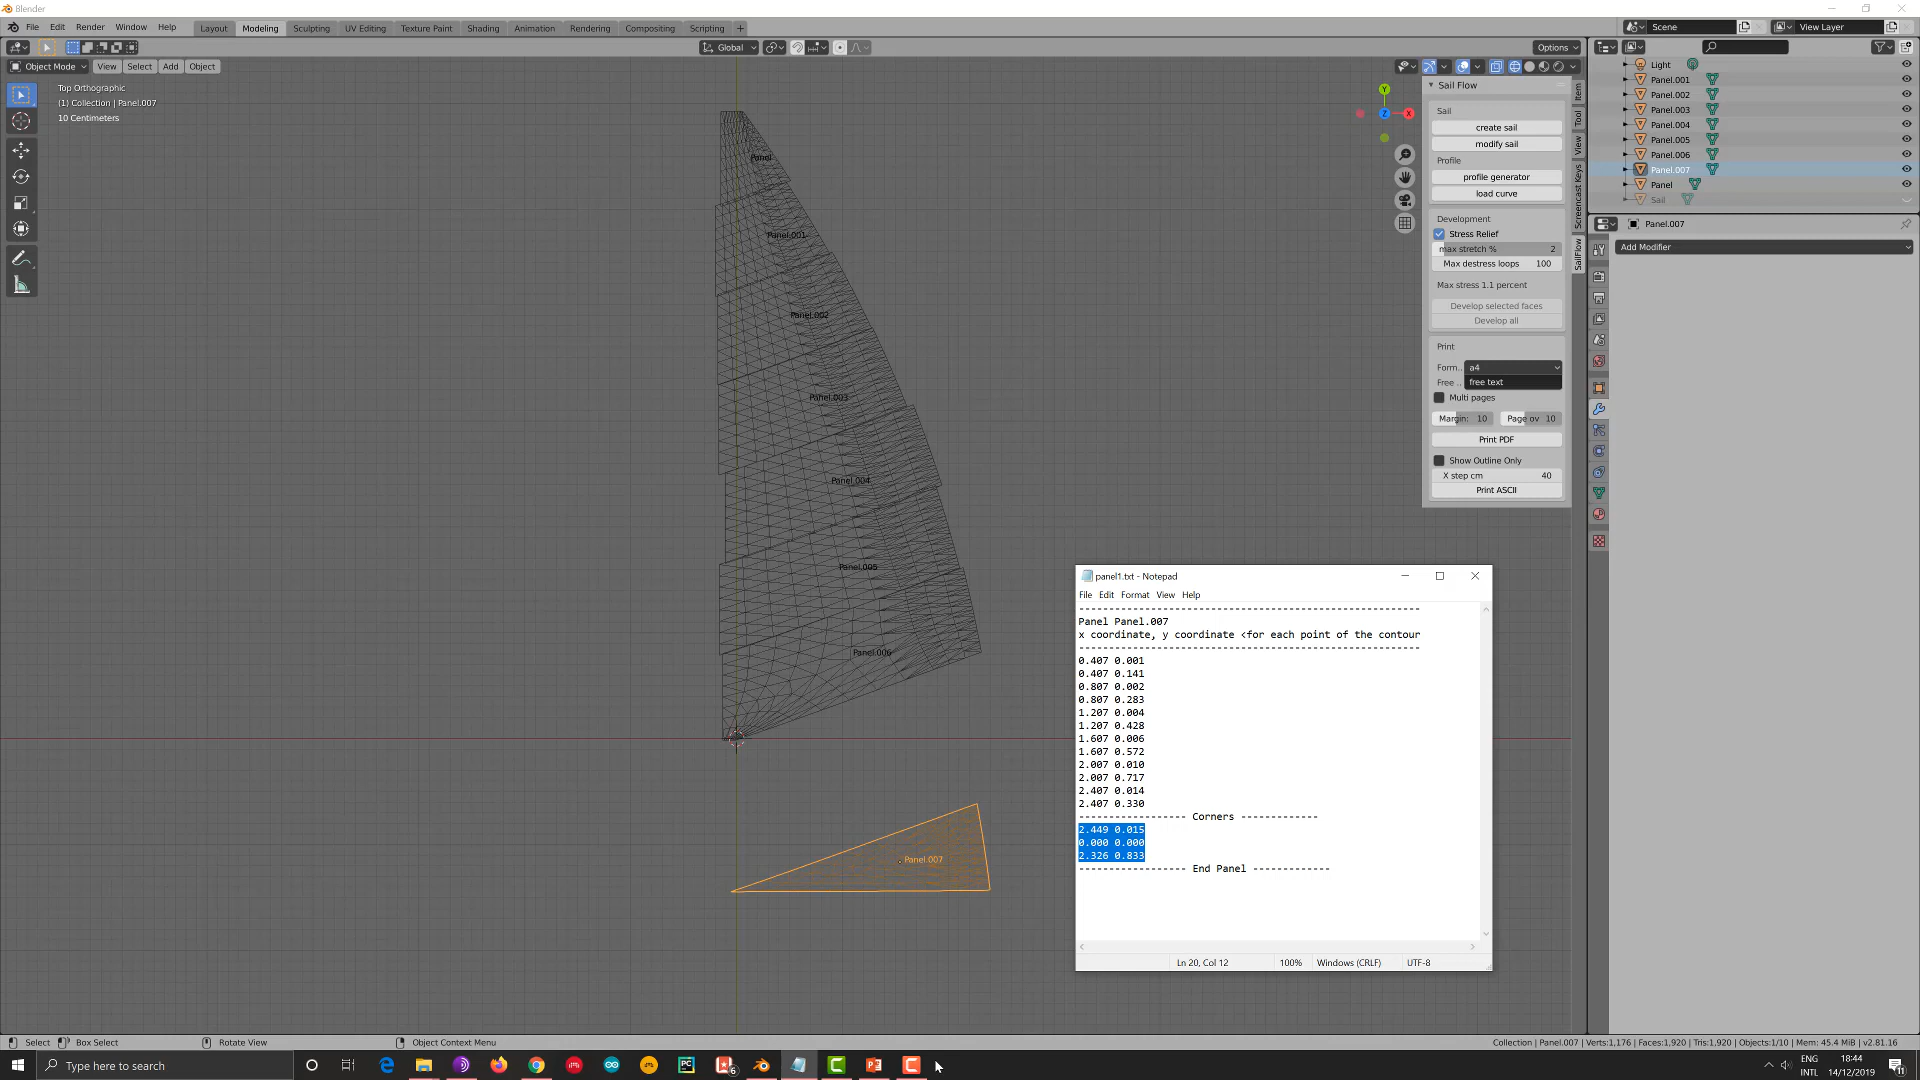 Blender
File Edit Render Window Help
Layout Modeling Sculpting UV Editing Texture Paint Shading Animation Rendering Compositing Scripting +
Scene
View Layer
Global
Options
Object Mode View Select Add Object
Top Orthographic
(1) Collection | Panel.007
10 Centimeters
Panel
Panel.001
Panel.002
Panel.003
Panel.004
Panel.005
Panel.006
Panel.007
Y
Z
X
Sail Flow
Sail
create sail
modify sail
Profile
profile generator
load curve
Development
Stress Relief
max stretch % 2
Max destress loops 100
Max stress 1.1 percent
Develop selected faces
Develop all
Print
Form.. a4
Free .. free text
Multi pages
Margin: 10 Page ov 10
Print PDF
Show Outline Only
X step cm 40
Print ASCII
Item
Tool
View
Screencast Keys
SailFlow
Light
Panel.001
Panel.002
Panel.003
Panel.004
Panel.005
Panel.006
Panel.007
Panel
Sail
Panel.007
Add Modifier
panel1.txt - Notepad
File Edit Format View Help
-------------------------------------------------------
Panel Panel.007
x coordinate, y coordinate <for each point of the contour
-------------------------------------------------------
0.407 0.001
0.407 0.141
0.807 0.002
0.807 0.283
1.207 0.004
1.207 0.428
1.607 0.006
1.607 0.572
2.007 0.010
2.007 0.717
2.407 0.014
2.407 0.330
----------------- Corners ------------
2.449 0.015
0.000 0.000
2.326 0.833
----------------- End Panel ------------
Ln 20, Col 12 100% Windows (CRLF) UTF-8
Select Box Select Rotate View Object Context Menu
Collection | Panel.007 | Verts:1,176 | Faces:1,920 | Tris:1,920 | Objects:1/10 | Mem: 45.4 MiB | v2.81.16
Type here to search
PC
6
ENG
INTL
18:44
14/12/2019
11